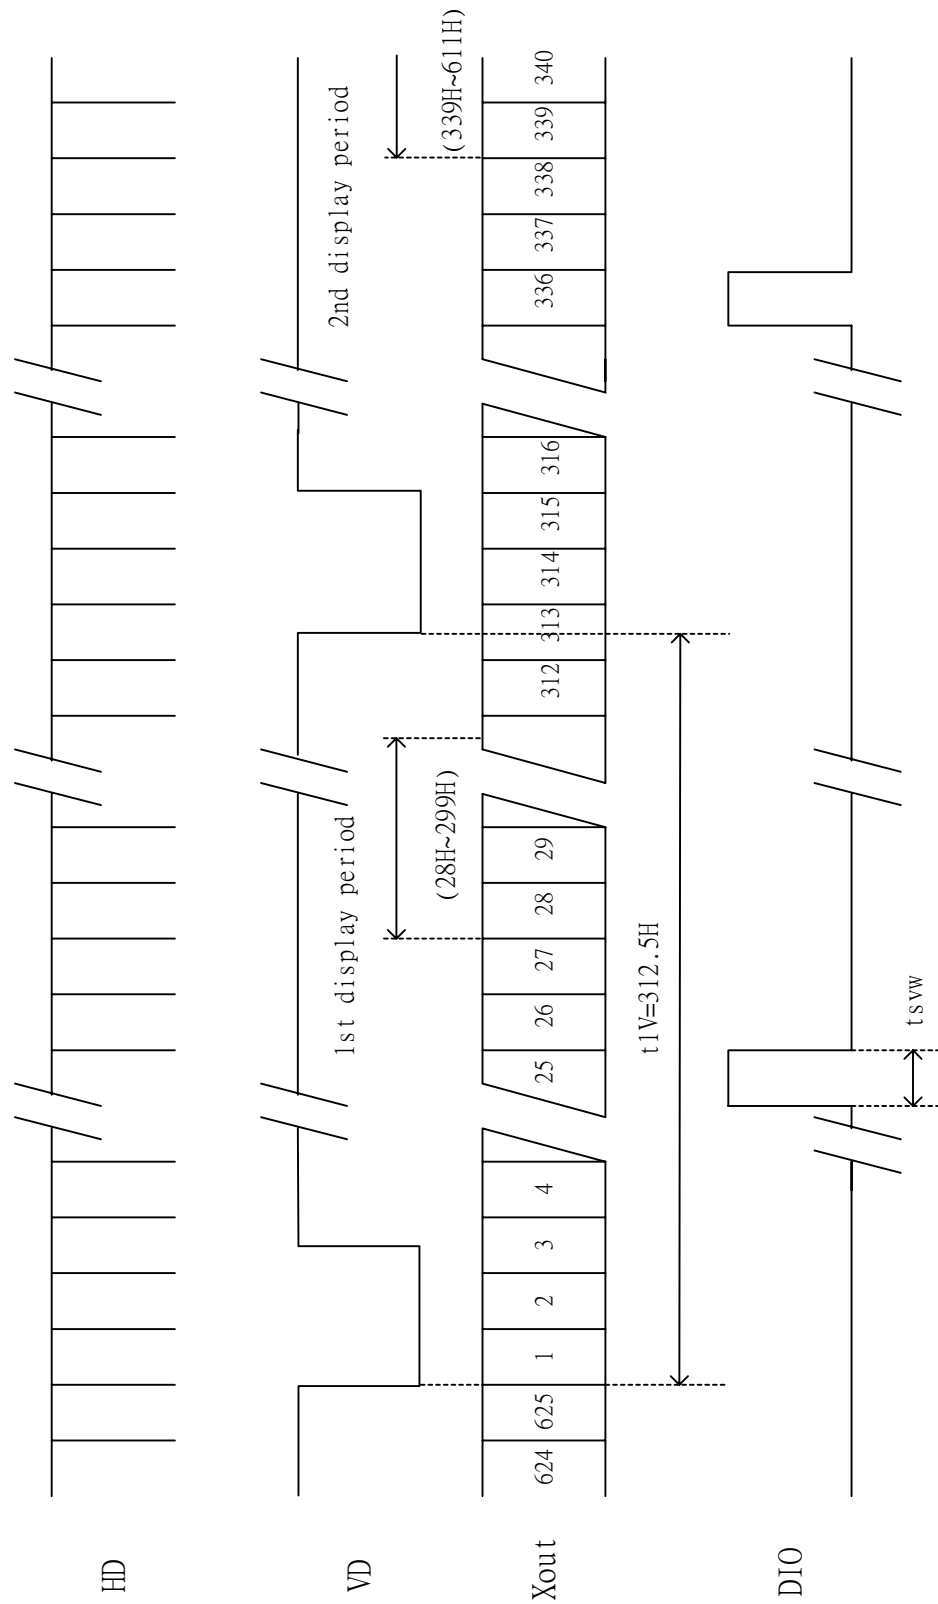 HD
VD
1st display period
2nd display period
(28H~299H)
(339H~611H)
Xout
624 625 1 2 3 4 25 26 27 28 29 312 313 314 315 316 336 337 338 339 340
t1V=312.5H
DIO
tsvw